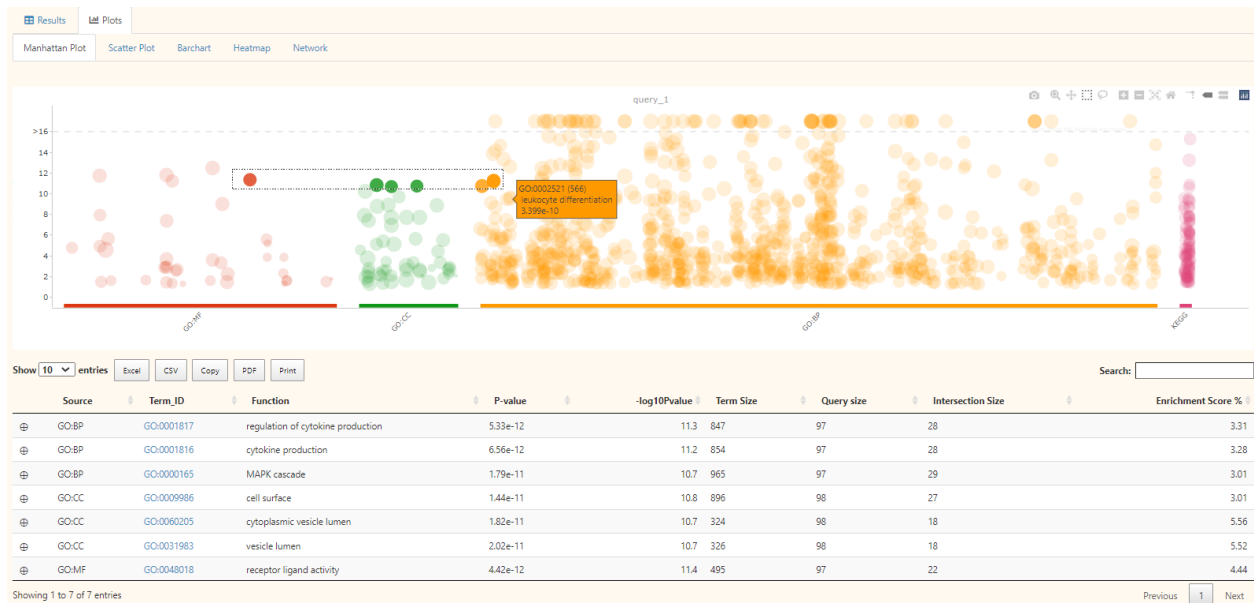 Results Plots
Manhattan Plot Scatter Plot Barchart Heatmap Network
query_1
>16
14
12
10
8
6
4
2
0
GO:0002521 (566)
leukocyte differentiation
3.399e-10
GO:MF GO:CC GO:BP KEGG
Show 10 entries Excel CSV Copy PDF Print Search:
Source Term_ID Function P-value -log10Pvalue Term Size Query size Intersection Size Enrichment Score %
GO:BP GO:0001817 regulation of cytokine production 5.33e-12 11.3 847 97 28 3.31
GO:BP GO:0001816 cytokine production 6.56e-12 11.2 854 97 28 3.28
GO:BP GO:0000165 MAPK cascade 1.79e-11 10.7 965 97 29 3.01
GO:CC GO:0009986 cell surface 1.44e-11 10.8 896 98 27 3.01
GO:CC GO:0060205 cytoplasmic vesicle lumen 1.82e-11 10.7 324 98 18 5.56
GO:CC GO:0031983 vesicle lumen 2.02e-11 10.7 326 98 18 5.52
GO:MF GO:0048018 receptor ligand activity 4.42e-12 11.4 495 97 22 4.44
Showing 1 to 7 of 7 entries Previous 1 Next